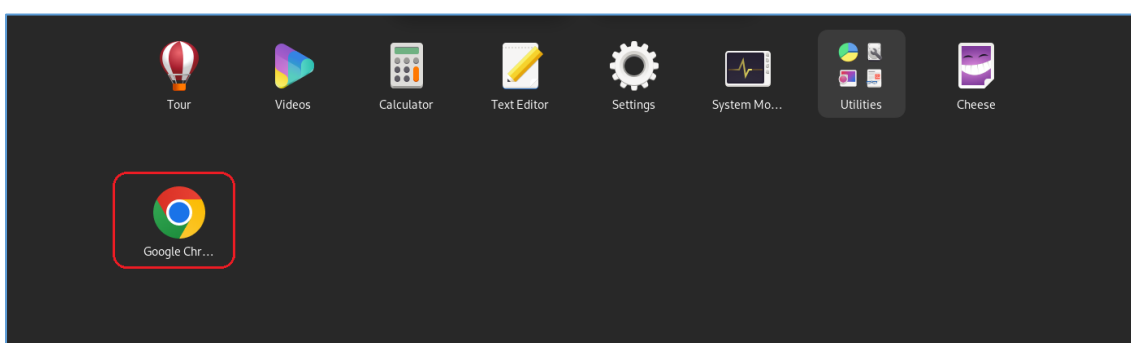 Tour
Videos
Calculator
Text Editor
Settings
System Mo...
Utilities
Cheese
Google Chr...